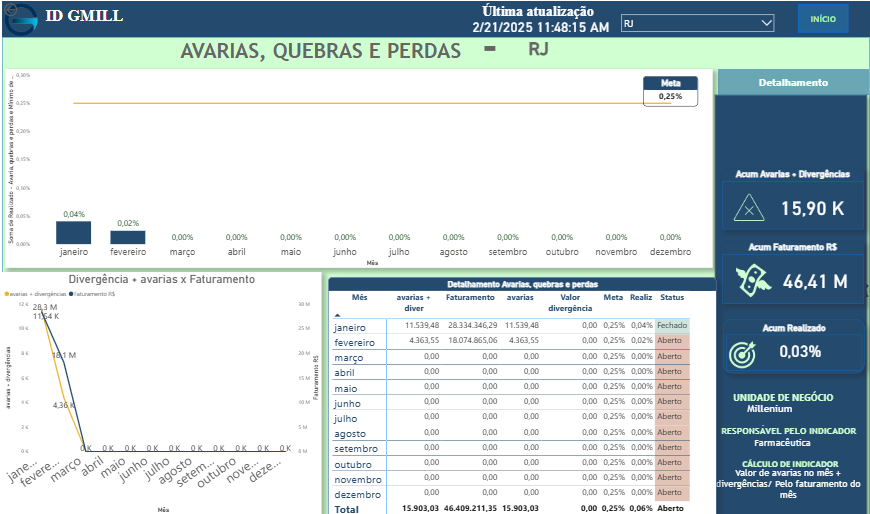 ID GMILL
Última atualização
2/21/2025 11:48:15 AM
RJ
INÍCIO
AVARIAS, QUEBRAS E PERDAS - RJ
Soma de Realizado - Avaria, quebras e perdas e Mínimo de ...
0,30%
0,25%
0,20%
0,15%
0,10%
0,05%
0,00%
Meta
0,25%
0,04% 0,02% 0,00% 0,00% 0,00% 0,00% 0,00% 0,00% 0,00% 0,00% 0,00% 0,00%
janeiro fevereiro março abril maio junho julho agosto setembro outubro novembro dezembro
Mês
Detalhamento
Acum Avarias + Divergências
15,90 K
Acum Faturamento R$
46,41 M
Acum Realizado
0,03%
UNIDADE DE NEGÓCIO
Millenium
RESPONSÁVEL PELO INDICADOR
Farmacêutica
CÁLCULO DE INDICADOR
Valor de avarias no mês +
divergências/ Pelo faturamento do
mês
Divergência + avarias x Faturamento
avarias + divergências Faturamento R$
avarias + divergências
12 K
10 K
8 K
6 K
4 K
2 K
0 K
28,3 M
11,54 K
18,1 M
4,36 K
0 K 0 K 0 K 0 K 0 K 0 K 0 K 0 K 0 K 0 K
30 M
20 M
15 M
10 M
5 M
0 M
Faturamento R$
jane... fevere... março abril maio junho julho agosto setem... outubro nove... deze...
Mês
Detalhamento Avarias, quebras e perdas
Mês avarias + diver Faturamento avarias Valor divergência Meta Realiz Status
janeiro 11.539,48 28.334.346,29 11.539,48 0,00 0,25% 0,04% Fechado
fevereiro 4.363,55 18.074.865,06 4.363,55 0,00 0,25% 0,02% Aberto
março 0,00 0,00 0,00 0,00 0,25% 0,00% Aberto
abril 0,00 0,00 0,00 0,00 0,25% 0,00% Aberto
maio 0,00 0,00 0,00 0,00 0,25% 0,00% Aberto
junho 0,00 0,00 0,00 0,00 0,25% 0,00% Aberto
julho 0,00 0,00 0,00 0,00 0,25% 0,00% Aberto
agosto 0,00 0,00 0,00 0,00 0,25% 0,00% Aberto
setembro 0,00 0,00 0,00 0,00 0,25% 0,00% Aberto
outubro 0,00 0,00 0,00 0,00 0,25% 0,00% Aberto
novembro 0,00 0,00 0,00 0,00 0,25% 0,00% Aberto
dezembro 0,00 0,00 0,00 0,00 0,25% 0,00% Aberto
Total 15.903,03 46.409.211,35 15.903,03 0,00 0,25% 0,06% Aberto